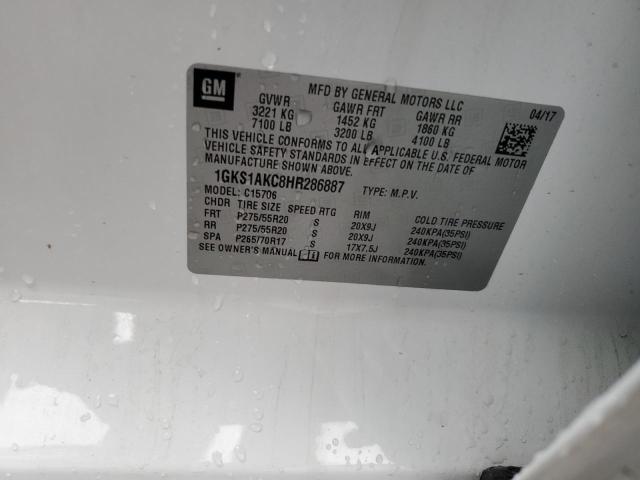 GM
MFD BY GENERAL MOTORS LLC
04/17
GVWR GAWR FRT GAWR RR
3221 KG 1452 KG 1860 KG
7100 LB 3200 LB 4100 LB
THIS VEHICLE CONFORMS TO ALL APPLICABLE U.S. FEDERAL MOTOR
VEHICLE SAFETY STANDARDS IN EFFECT ON THE DATE OF
MANUFACTURE SHOWN ABOVE.
1GKS1AKC8HR286887 TYPE: M.P.V.
MODEL: C15706
CHDR TIRE SIZE SPEED RTG RIM COLD TIRE PRESSURE
FRT P275/55R20 S 20X9J 240KPA(35PSI)
RR P275/55R20 S 20X9J 240KPA(35PSI)
SPA P265/70R17 S 17X7.5J 240KPA(35PSI)
SEE OWNER'S MANUAL FOR MORE INFORMATION.